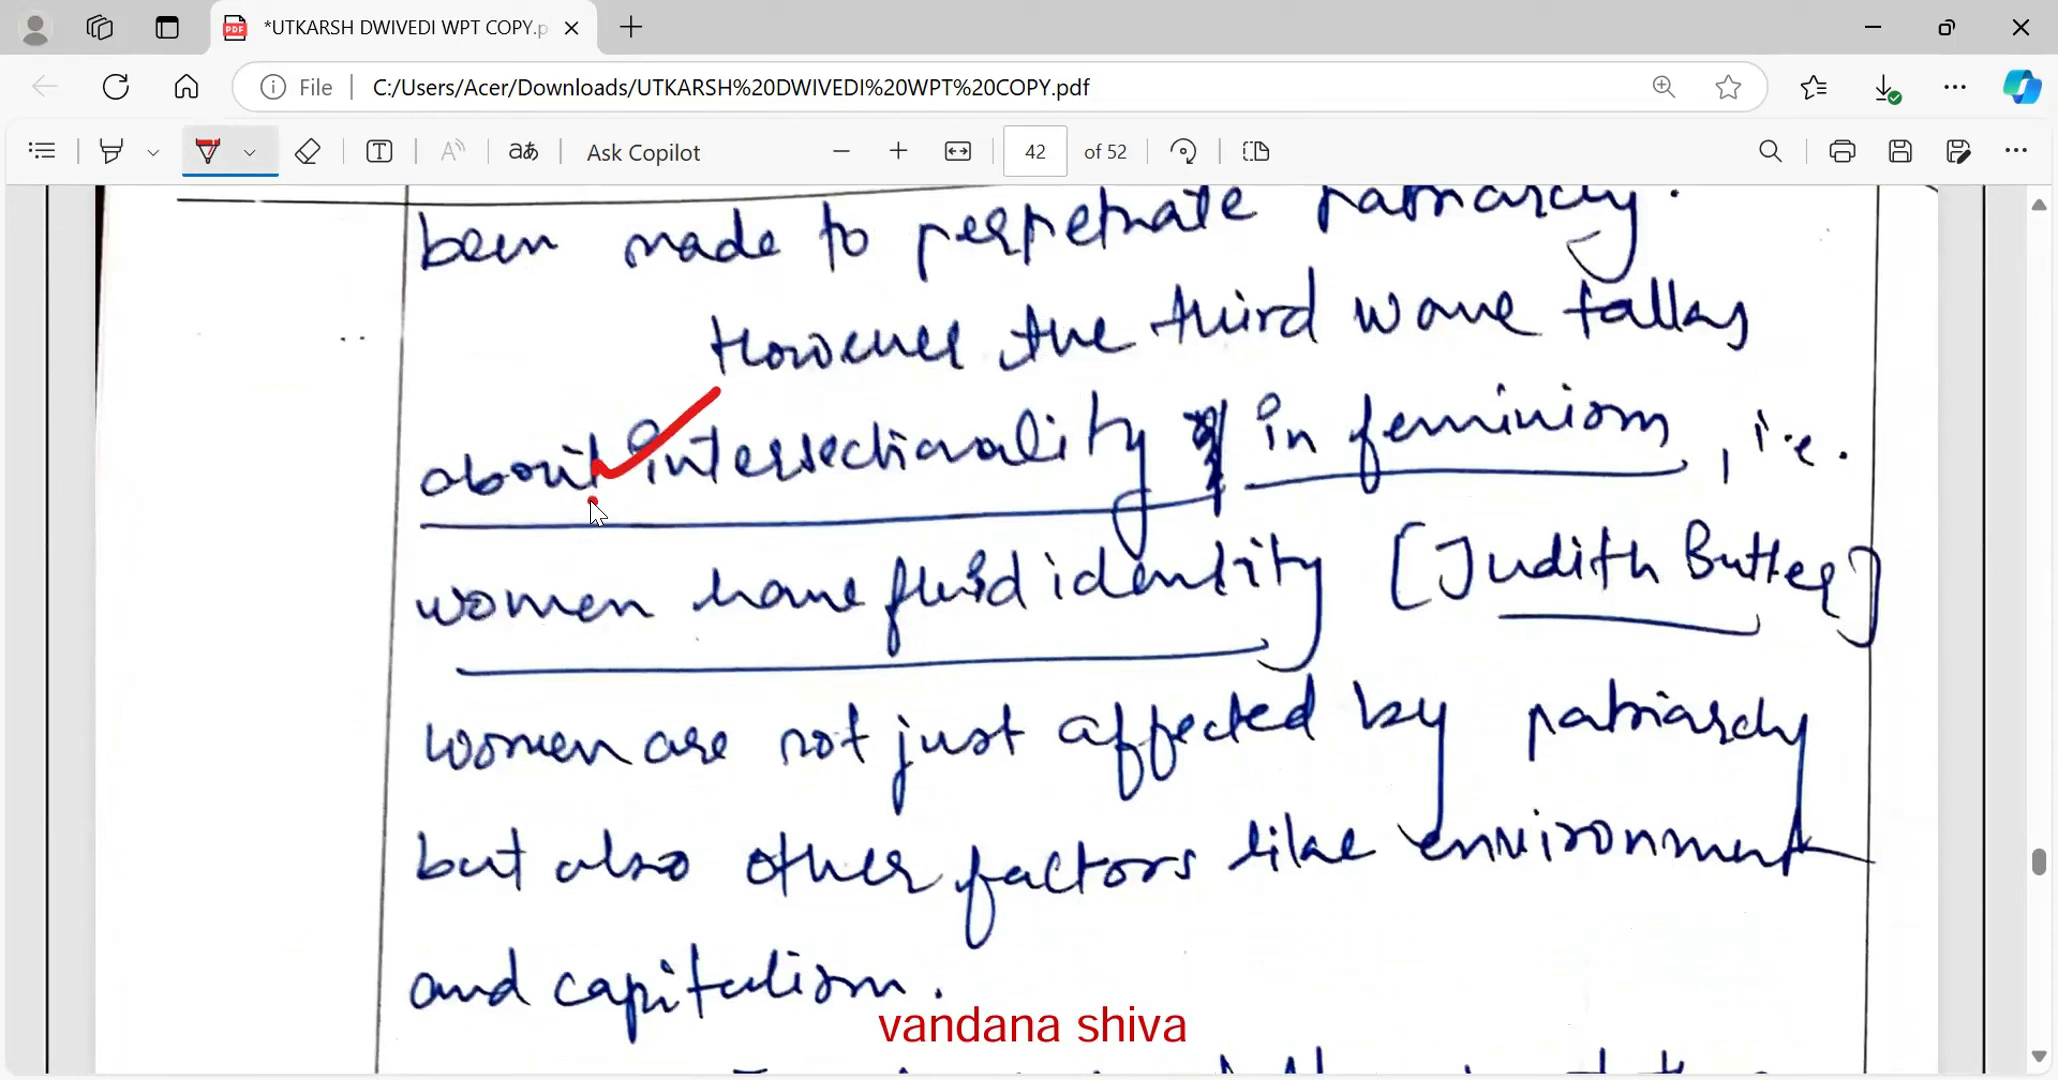 *UTKARSH DWIVEDI WPT COPY.p
File
C:/Users/Acer/Downloads/UTKARSH%20DWIVEDI%20WPT%20COPY.pdf
Ask Copilot
42 of 52
been made to perpetuate patriarchy.
However the third wave talks
about intersectionality in feminism, i.e.
women have fluid identity [Judith Butler]
women are not just affected by patriarchy
but also other factors like environment
and capitalism.
vandana shiva